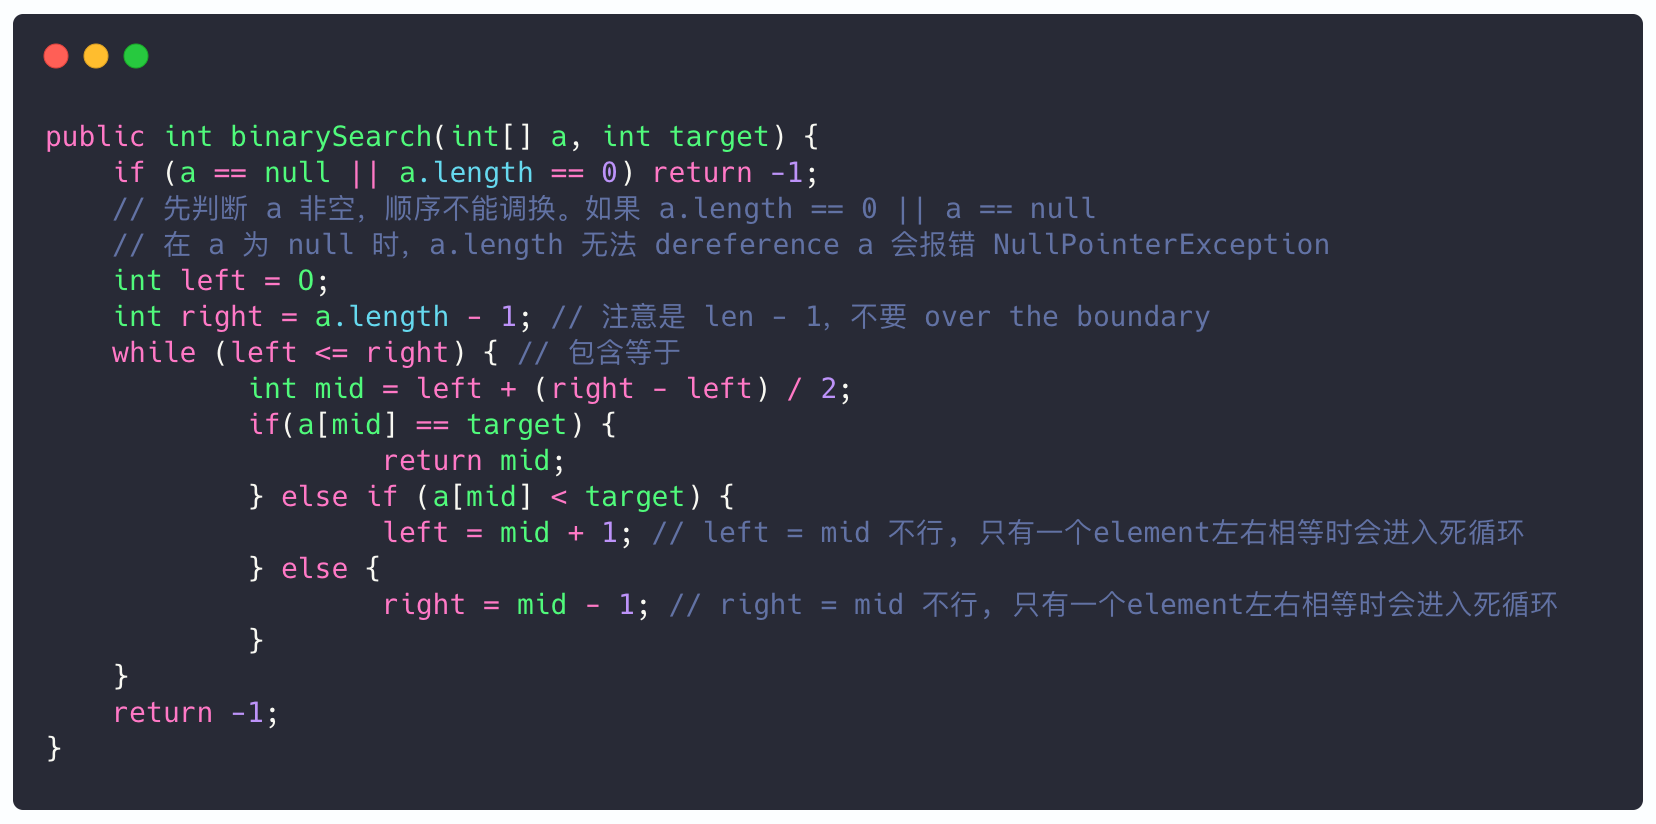 public int binarySearch(int[] a, int target) {
    if (a == null || a.length == 0) return -1;
    // 先判断 a 非空，顺序不能调换。如果 a.length == 0 || a == null
    // 在 a 为 null 时，a.length 无法 dereference a 会报错 NullPointerException
    int left = O;
    int right = a.length - 1; // 注意是 len - 1，不要 over the boundary
    while (left <= right) { // 包含等于
            int mid = left + (right - left) / 2;
            if(a[mid] == target) {
                    return mid;
            } else if (a[mid] < target) {
                    left = mid + 1; // left = mid 不行, 只有一个element左右相等时会进入死循环
            } else {
                    right = mid - 1; // right = mid 不行, 只有一个element左右相等时会进入死循环
            }
    }
    return -1;
}